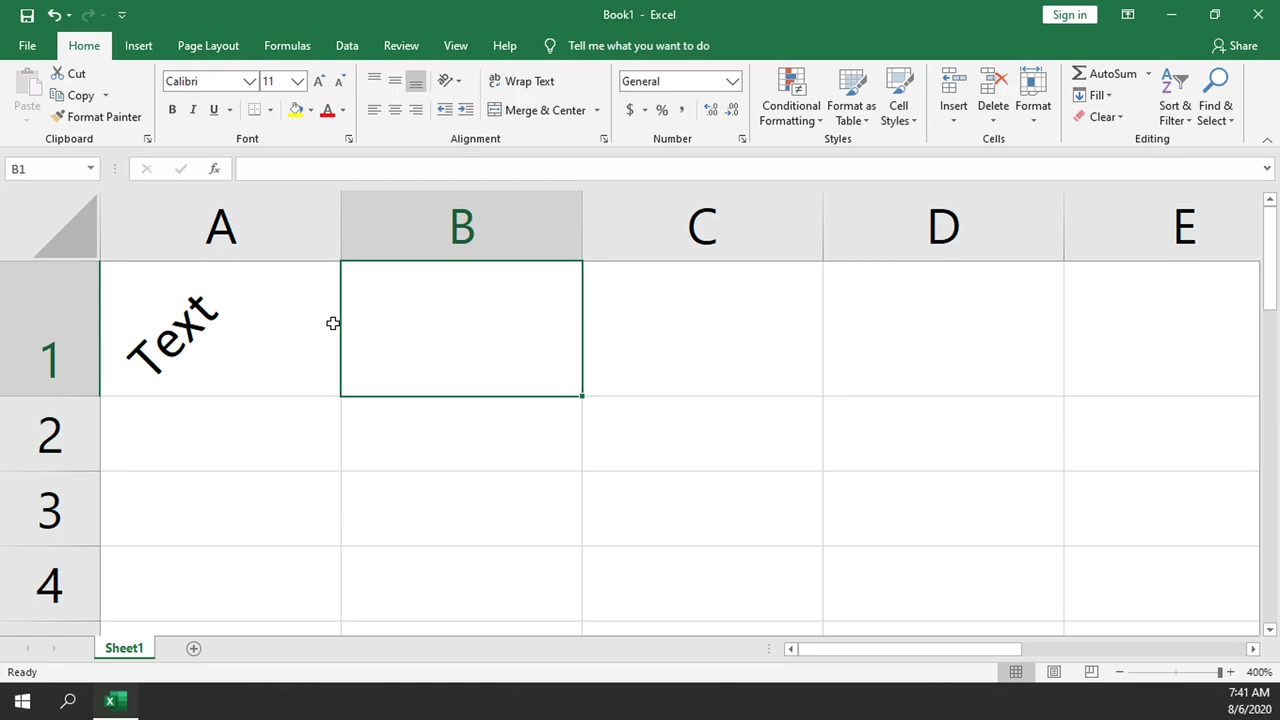 Book1 - Excel
Sign in
File Home Insert Page Layout Formulas Data Review View Help Tell me what you want to do Share
Paste
Cut
Copy
Format Painter
Clipboard
Calibri 11
B I U
Font
Wrap Text
Merge & Center
Alignment
General
$ % ,
Number
Conditional Formatting
Format as Table
Cell Styles
Styles
Insert Delete Format
Cells
AutoSum
Fill
Clear
Sort & Filter
Find & Select
Editing
B1 fx
A B C D E
1 Text
2
3
4
Sheet1
Ready 400%
7:41 AM
8/6/2020